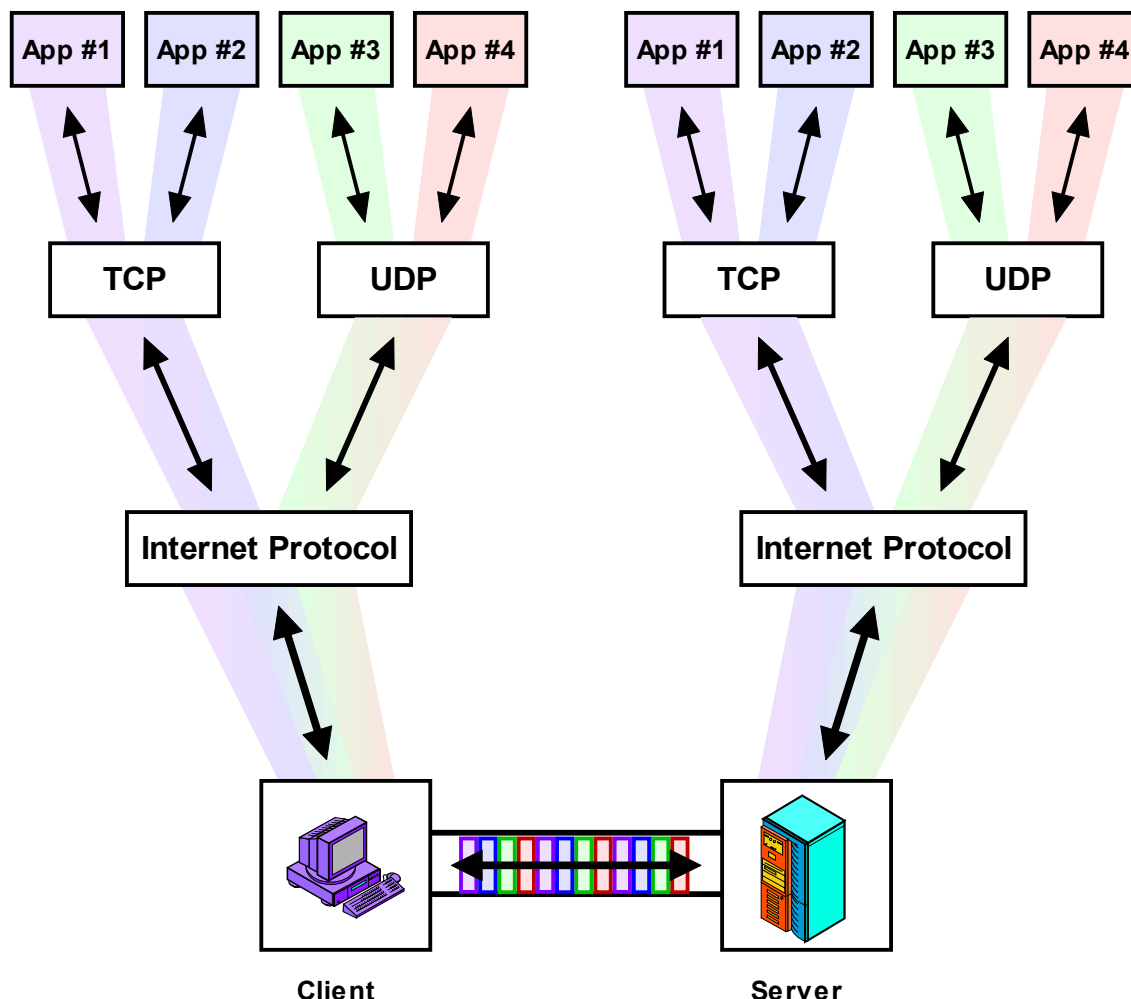 App #1 App #2 App #3 App #4 App #1 App #2 App #3 App #4
TCP UDP TCP UDP
Internet Protocol Internet Protocol
Client Server